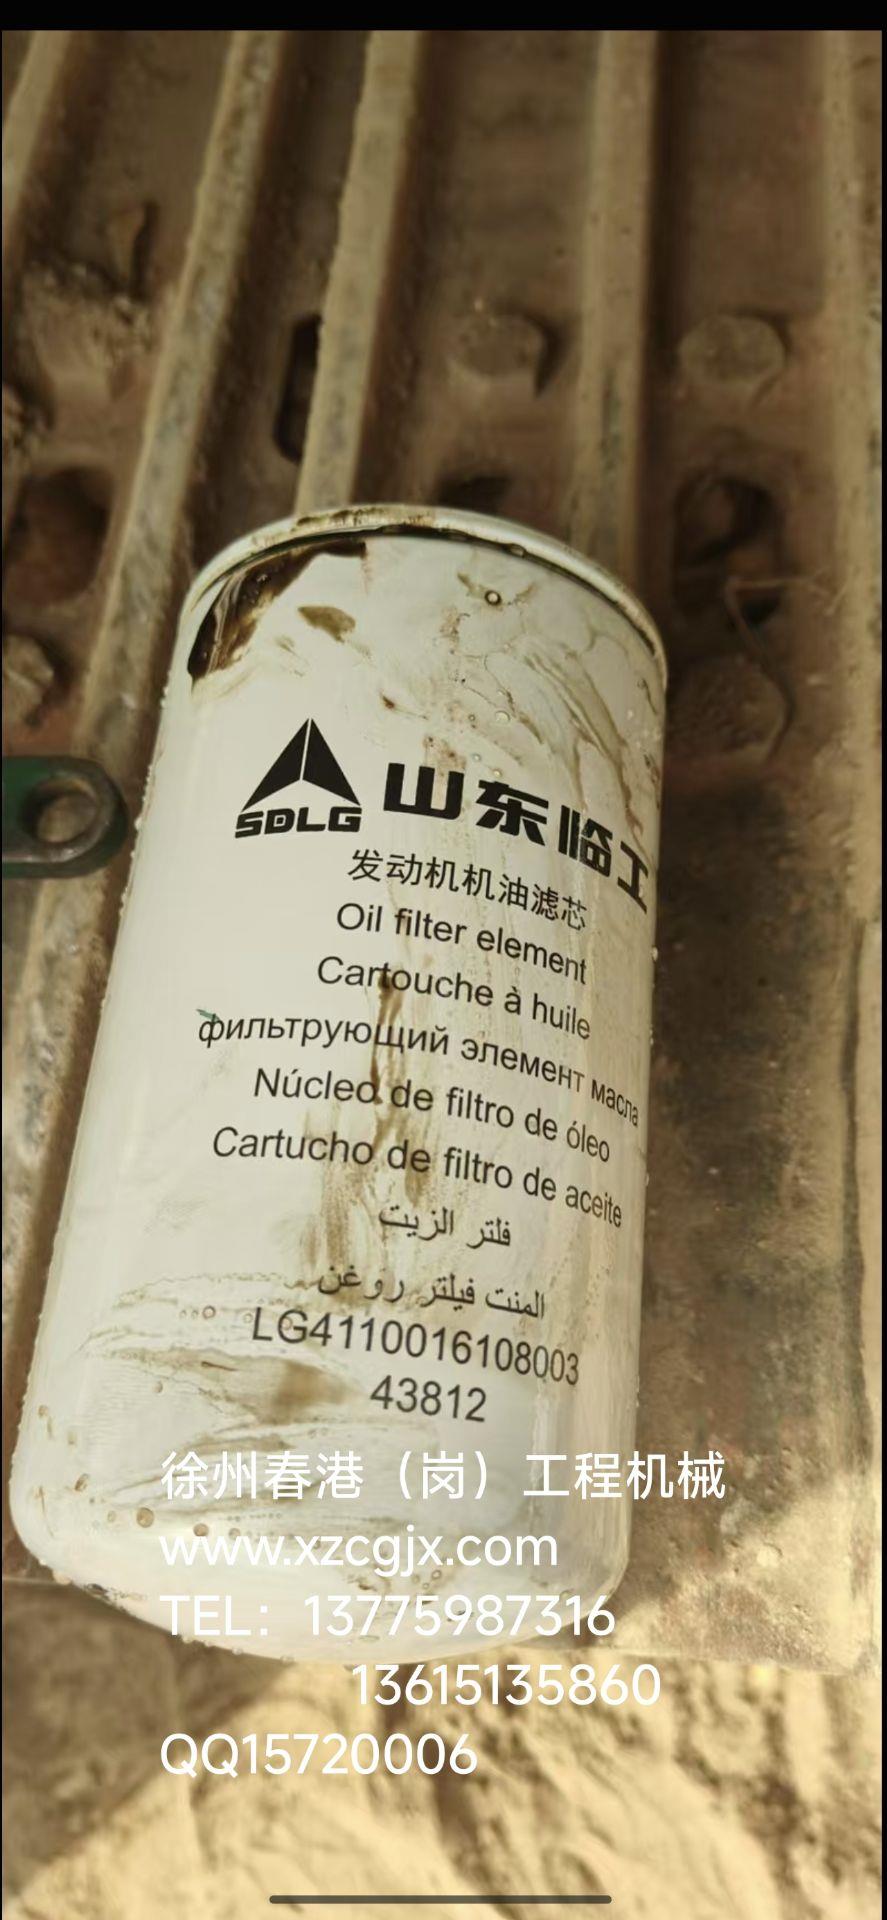 SDLG 山东临工
发动机机油滤芯
Oil filter element
Cartouche à huile
фильтрующий элемент масла
Núcleo de filtro de óleo
Cartucho de filtro de aceite
فلتر الزيت
المنت فيلتر روغن
LG4110016108003
43812
徐州春港（岗）工程机械
www.xzcgjx.com
TEL：13775987316
13615135860
QQ15720006